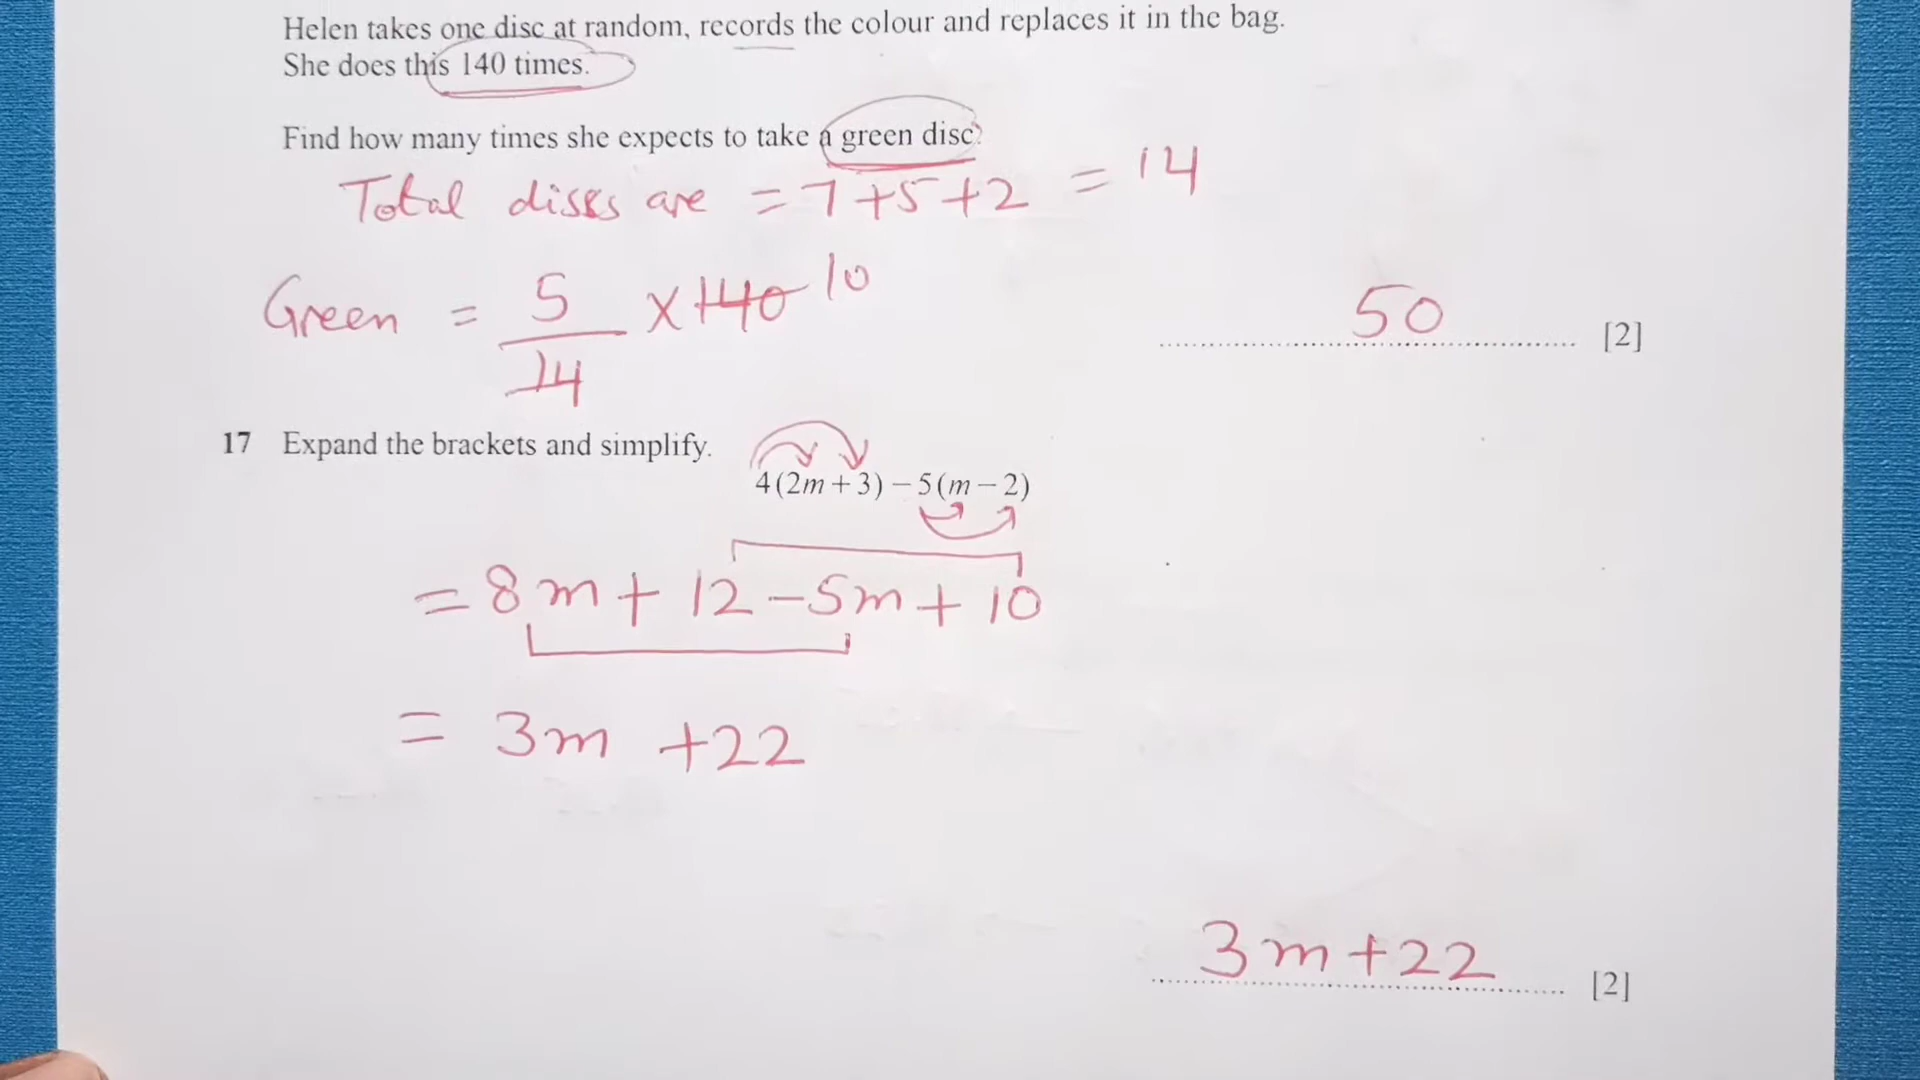 Helen takes one disc at random, records the colour and replaces it in the bag.
She does this 140 times.
Find how many times she expects to take a green disc.
Total discs are = 7+5+2 = 14
Green = 5/14 × 140 10
50 [2]
17 Expand the brackets and simplify.
4(2m+3) − 5(m − 2)
= 8m + 12 − 5m + 10
= 3m + 22
3m + 22 [2]